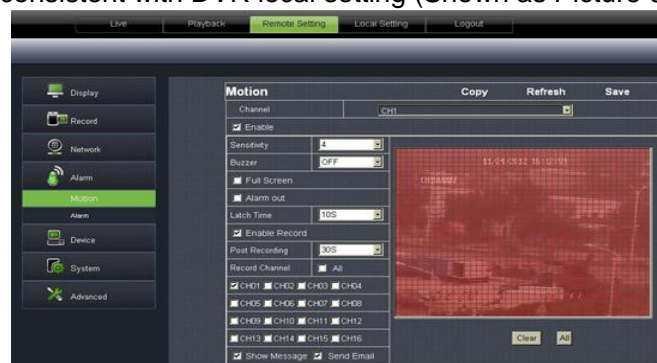 consistent with DVR local setting (Shown as Picture
Live Playback Remote Setting Local Setting Logout
Display
Record
Network
Alarm
Motion
Alarm
Device
System
Advanced
Motion Copy Refresh Save
Channel CH1
Enable
Sensitivity 4
Buzzer OFF
Full Screen
Alarm out
Latch Time 10S
Enable Record
Post Recording 30S
Record Channel All
CH01 CH02 CH03 CH04
CH05 CH06 CH07 CH08
CH09 CH10 CH11 CH12
CH13 CH14 CH15 CH16
Show Message Send Email
Clear All